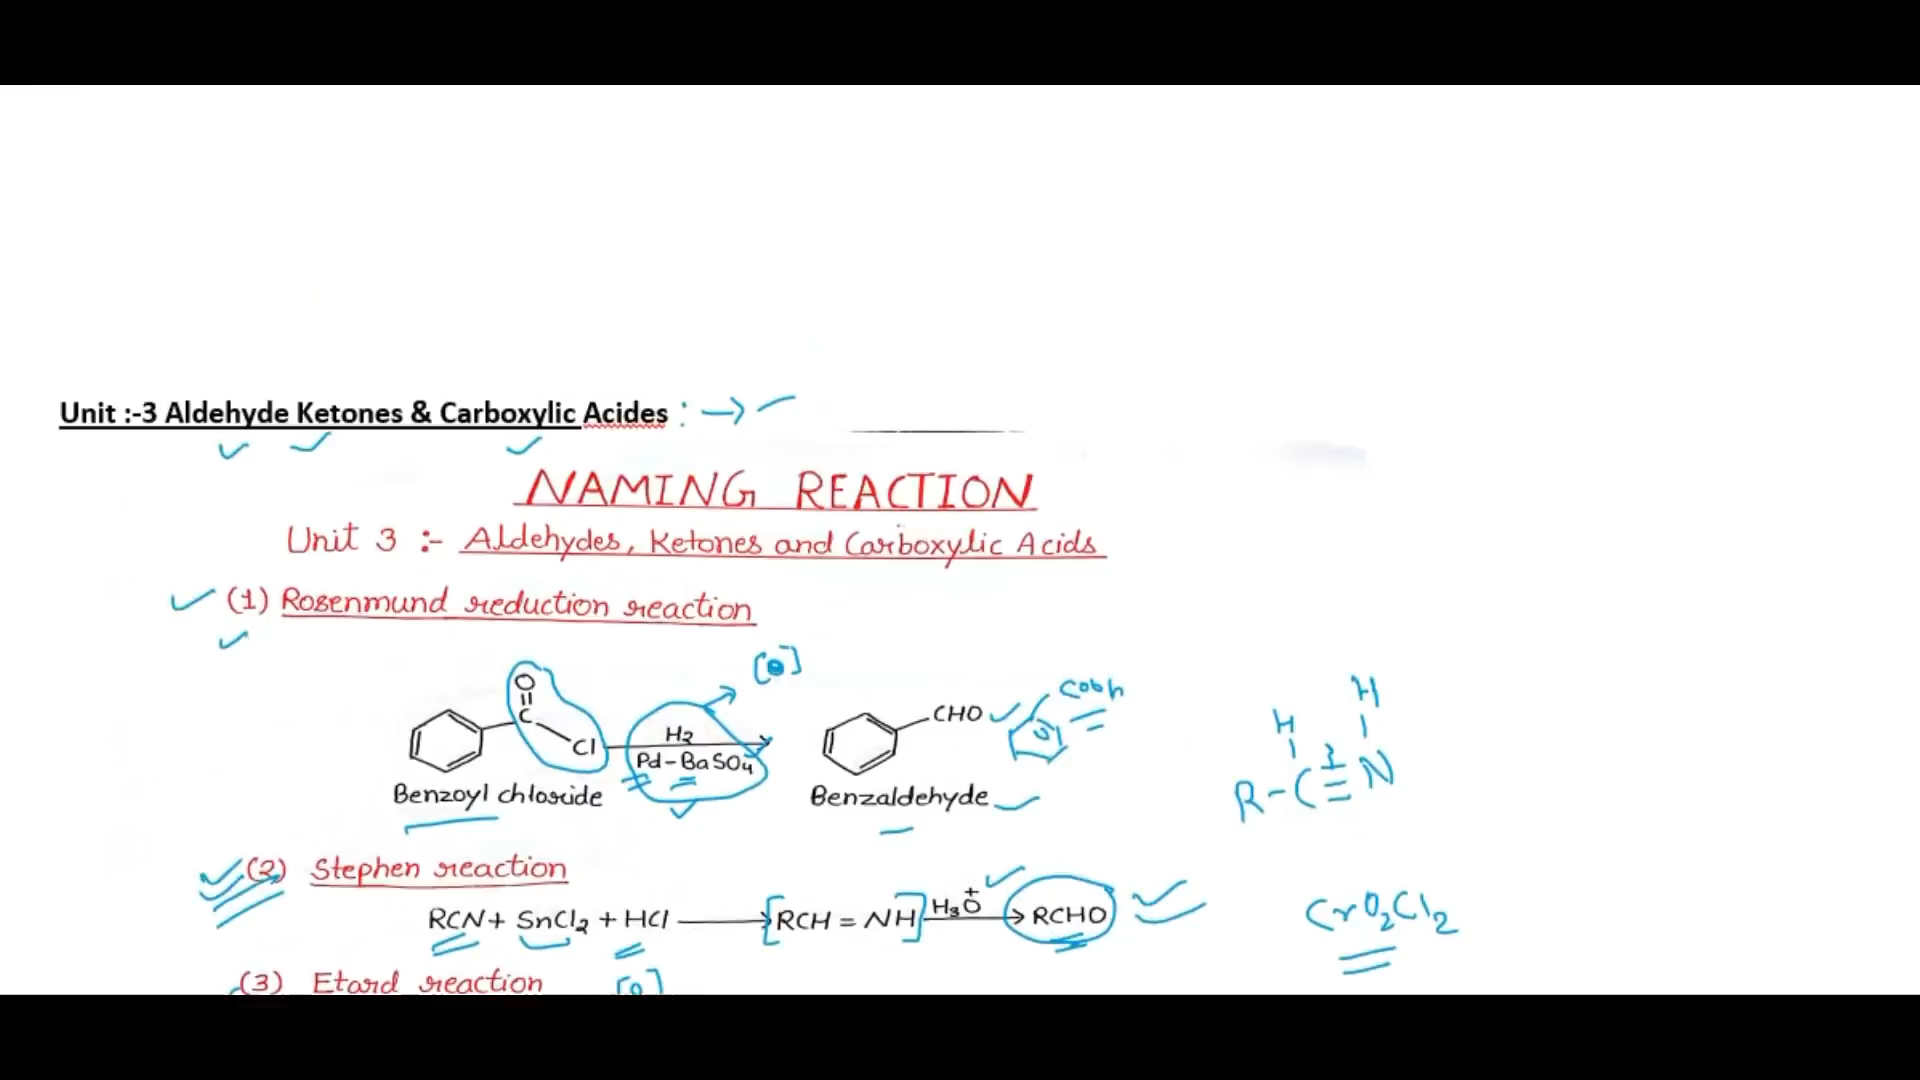 Unit :-3 Aldehyde Ketones & Carboxylic Acides : →
NAMING REACTION
Unit 3 :- Aldehydes, Ketones and Carboxylic Acids
(1) Rosenmund reduction reaction
[O]
O
C
Cl
H2
Pd-BaSO4
CHO
COOH
H H
R-C≡N
Benzoyl chloride
Benzaldehyde
(2) Stephen reaction
RCN + SnCl2 + HCl → [RCH = NH] H3O+ → RCHO
CrO2Cl2
(3) Etard reaction
[O]